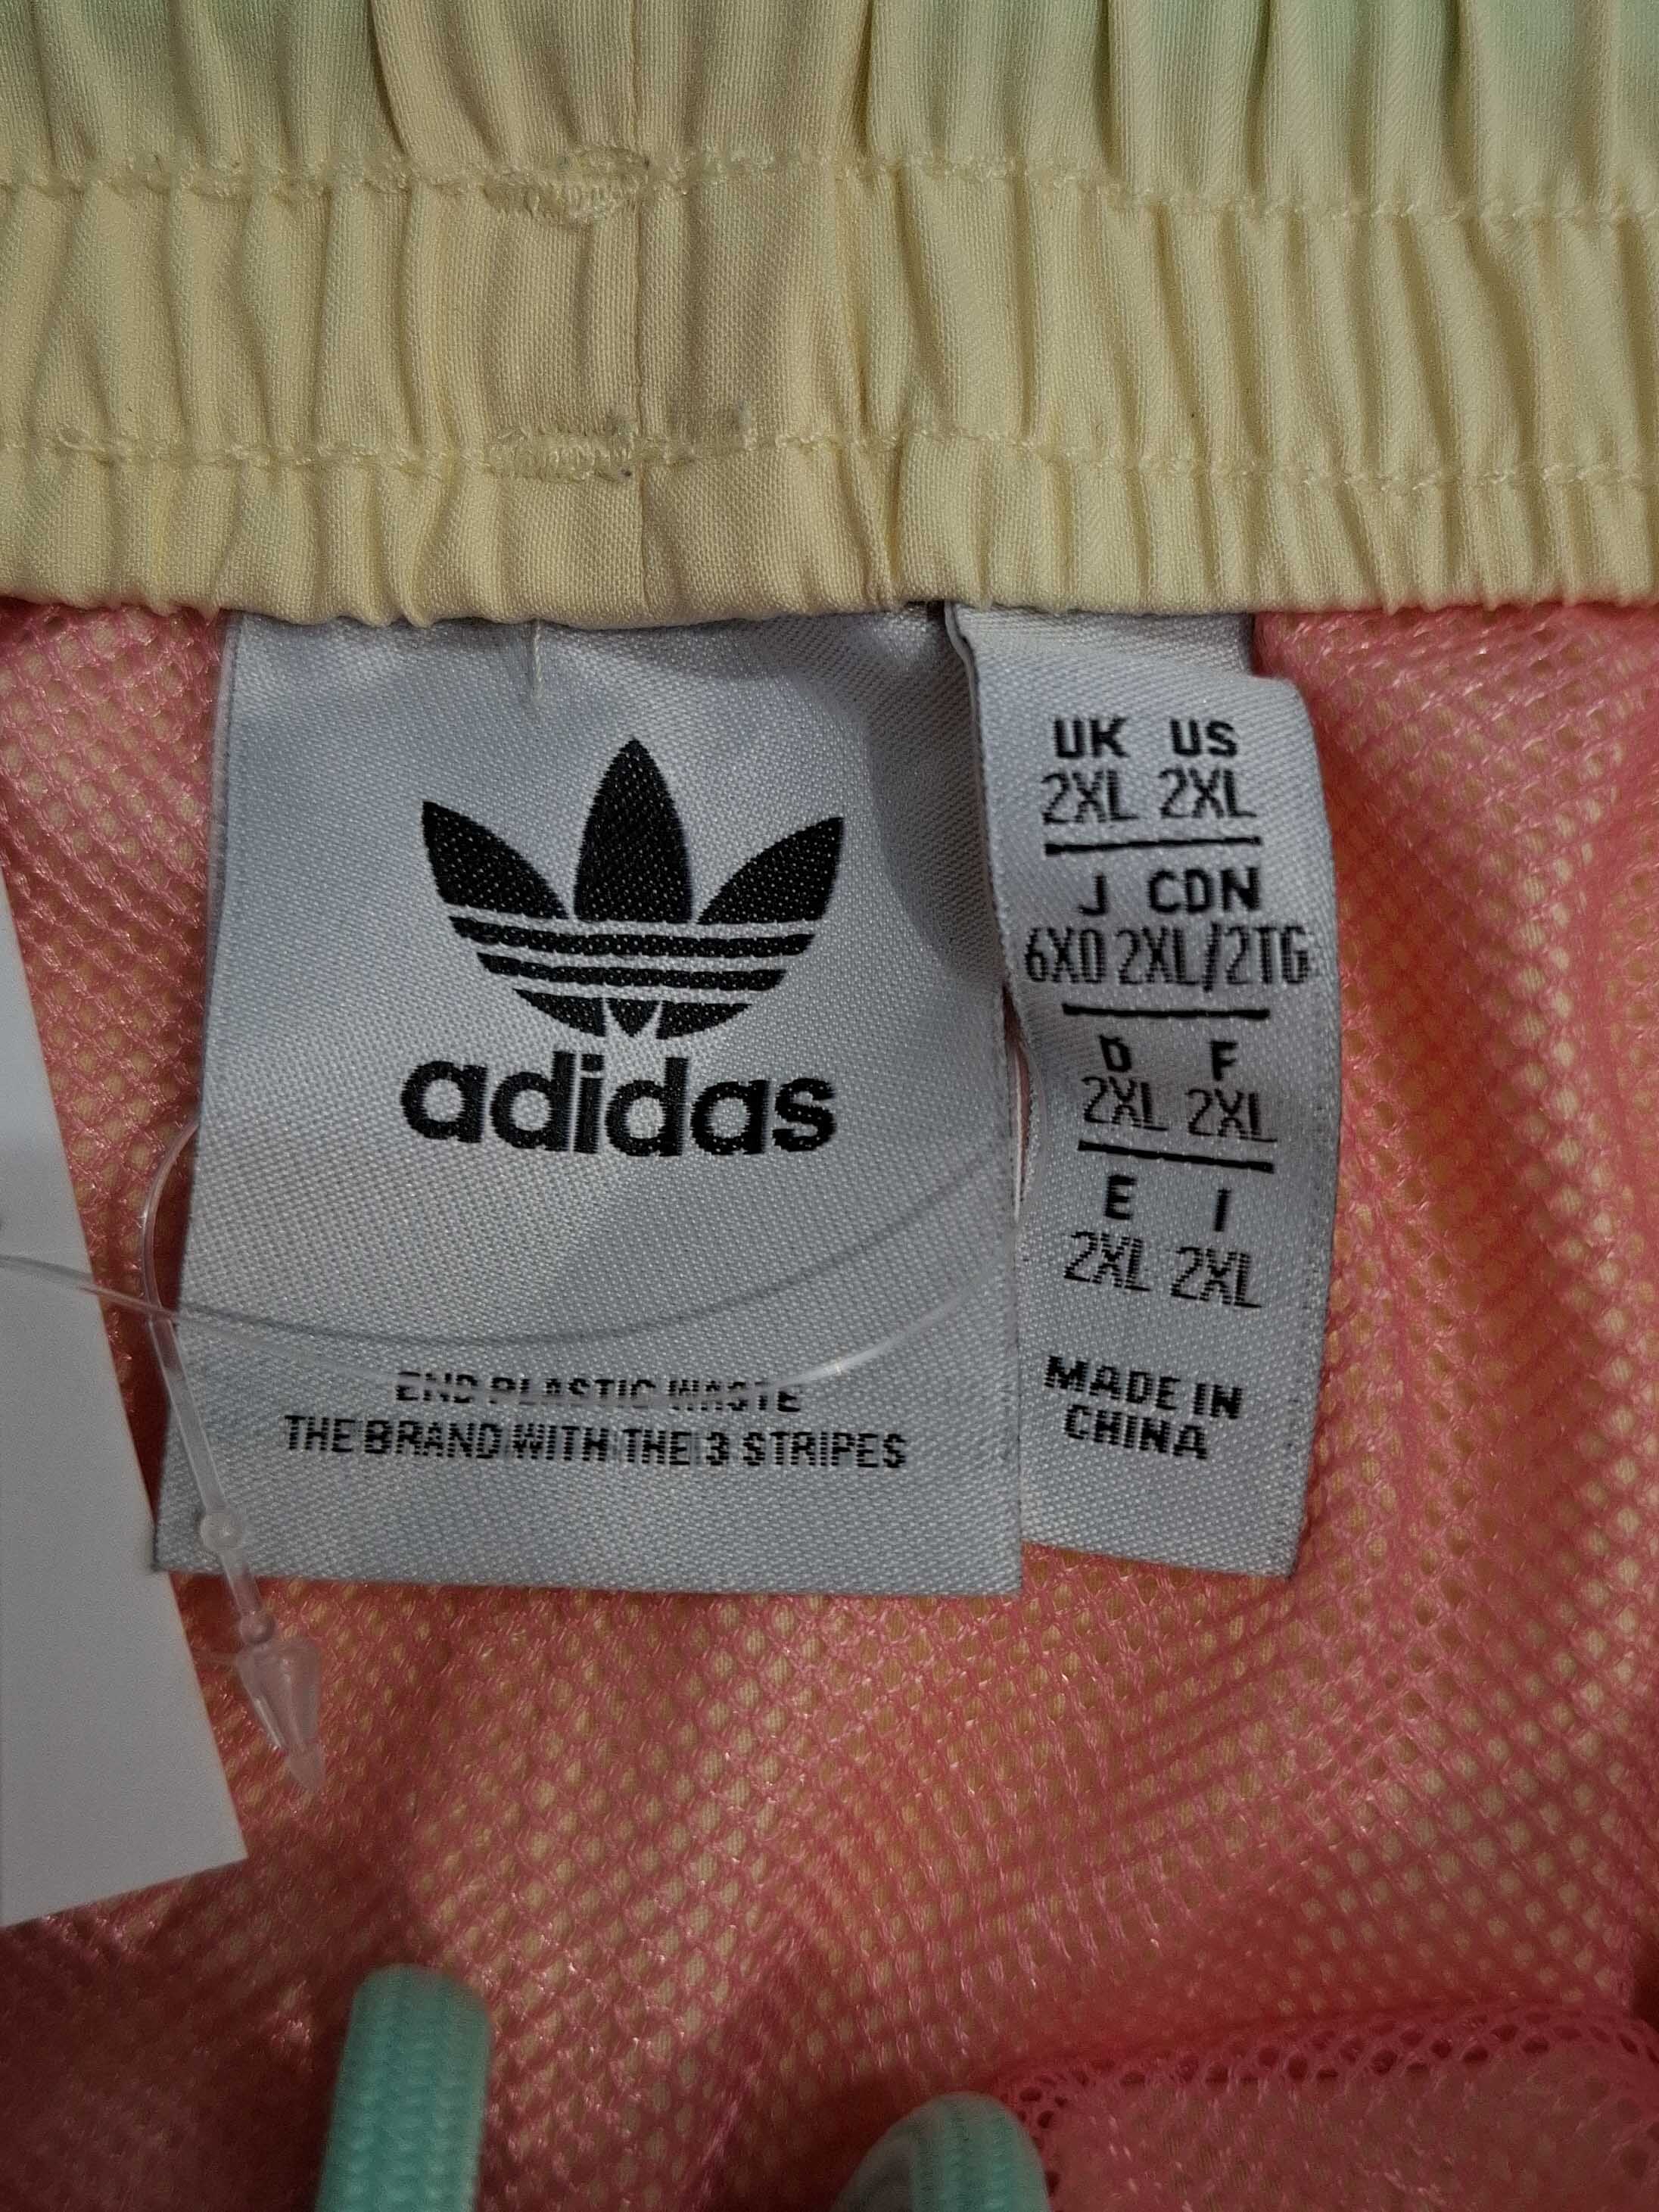 adidas
END PLASTIC WASTE
THE BRAND WITH THE 3 STRIPES
UK US
2XL 2XL
J CDN
6XO 2XL/2TG
D F
2XL 2XL
E I
2XL 2XL
MADE IN
CHINA